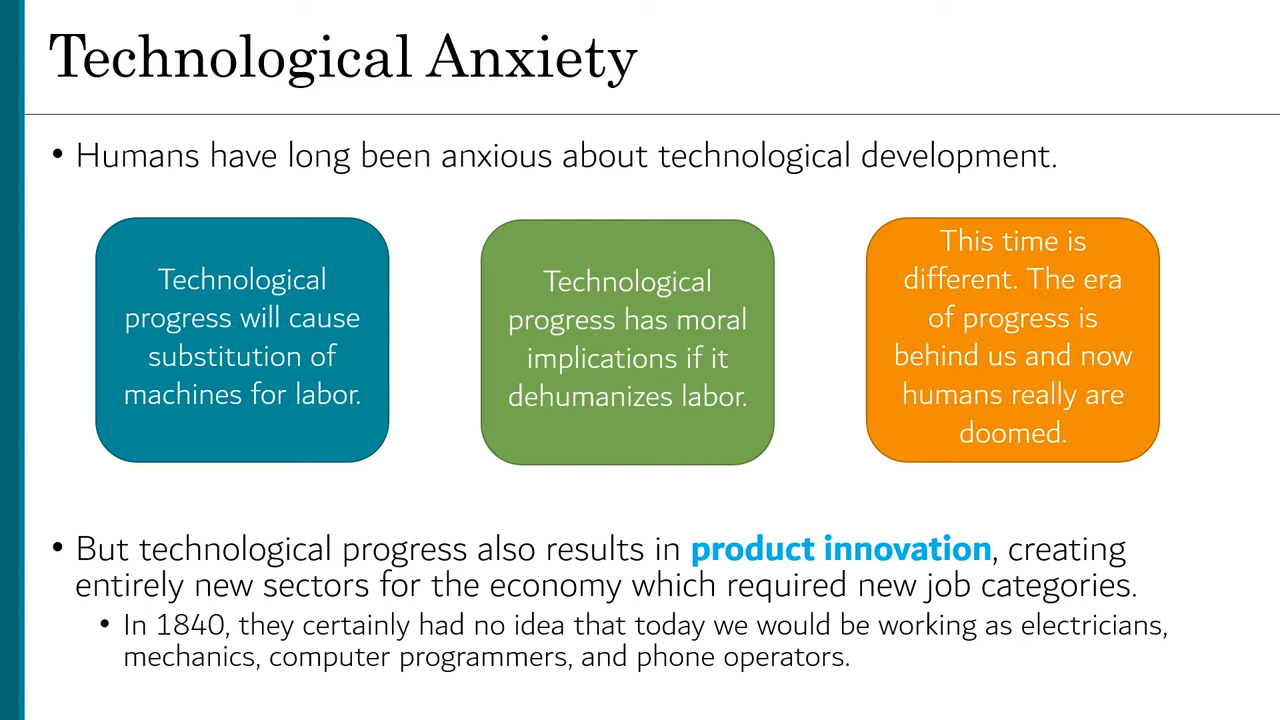 Technological Anxiety
• Humans have long been anxious about technological development.
Technological
progress will cause
substitution of
machines for labor.
Technological
progress has moral
implications if it
dehumanizes labor.
This time is
different. The era
of progress is
behind us and now
humans really are
doomed.
• But technological progress also results in product innovation, creating
entirely new sectors for the economy which required new job categories.
• In 1840, they certainly had no idea that today we would be working as electricians,
mechanics, computer programmers, and phone operators.